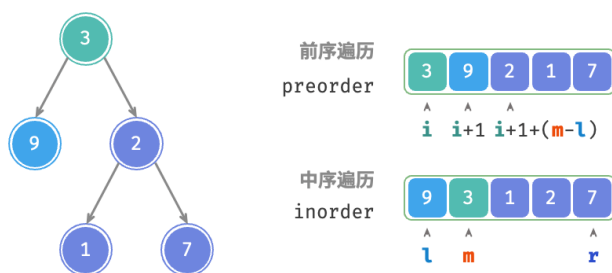 3
9
2
1
7
前序遍历
preorder
3 9 2 1 7
i i+1 i+1+(m-l)
中序遍历
inorder
9 3 1 2 7
l m r